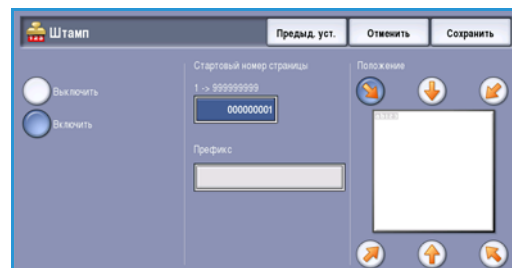 Штамп
Предыд. уст.
Отменить
Сохранить
Выключить
Включить
Стартовый номер страницы
1 -> 999999999
000000001
Префикс
Положение